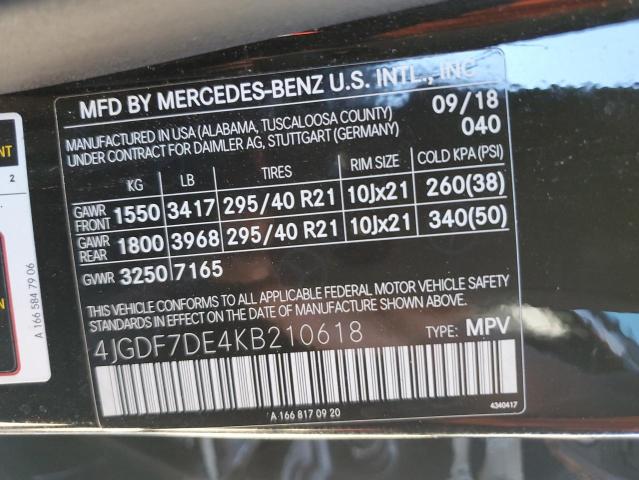 MFD BY MERCEDES-BENZ U.S. INTL., INC
MANUFACTURED IN USA (ALABAMA, TUSCALOOSA COUNTY) 09/18
UNDER CONTRACT FOR DAIMLER AG, STUTTGART (GERMANY) 040
KG LB TIRES RIM SIZE COLD KPA(PSI)
GAWR FRONT 1550 3417 295/40 R21 10Jx21 260(38)
GAWR REAR 1800 3968 295/40 R21 10Jx21 340(50)
GVWR 3250 7165
THIS VEHICLE CONFORMS TO ALL APPLICABLE FEDERAL MOTOR VEHICLE SAFETY
STANDARDS IN EFFECT ON THE DATE OF MANUFACTURE SHOWN ABOVE.
4JGDF7DE4KB210618 TYPE: MPV
A 166 817 09 20 4340417
2
A 166 584 79 06